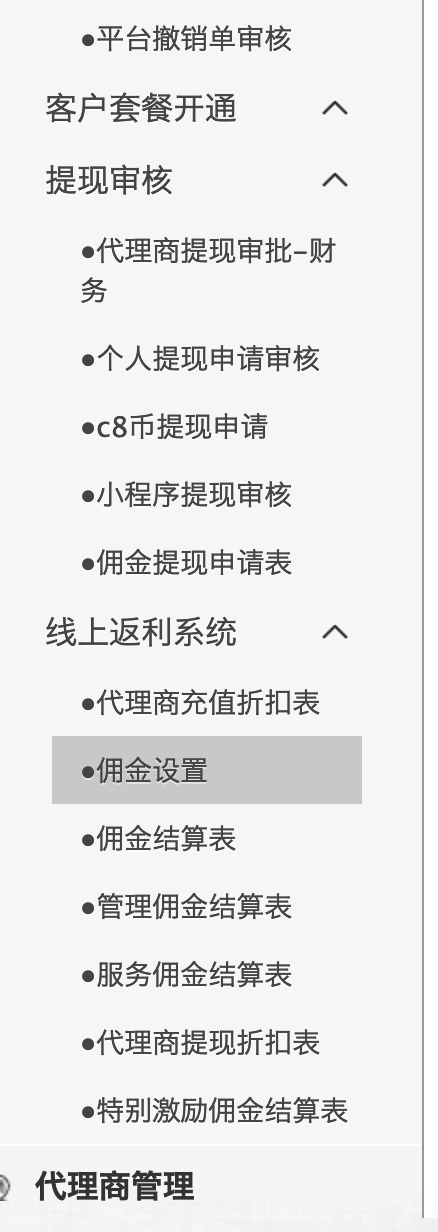 ●平台撤销单审核
客户套餐开通
提现审核
●代理商提现审批-财
务
●个人提现申请审核
●c8币提现申请
●小程序提现审核
●佣金提现申请表
线上返利系统
●代理商充值折扣表
●佣金设置
●佣金结算表
●管理佣金结算表
●服务佣金结算表
●代理商提现折扣表
●特别激励佣金结算表
代理商管理